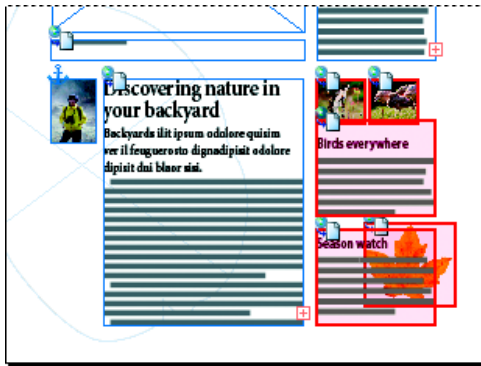 Discovering nature in
your backyard
Backyards ilit ipsum odolore quisim
ver il feuguerosto dignadipisit odolore
dipisit dni blaor sisi.
Birds everywhere
Season watch